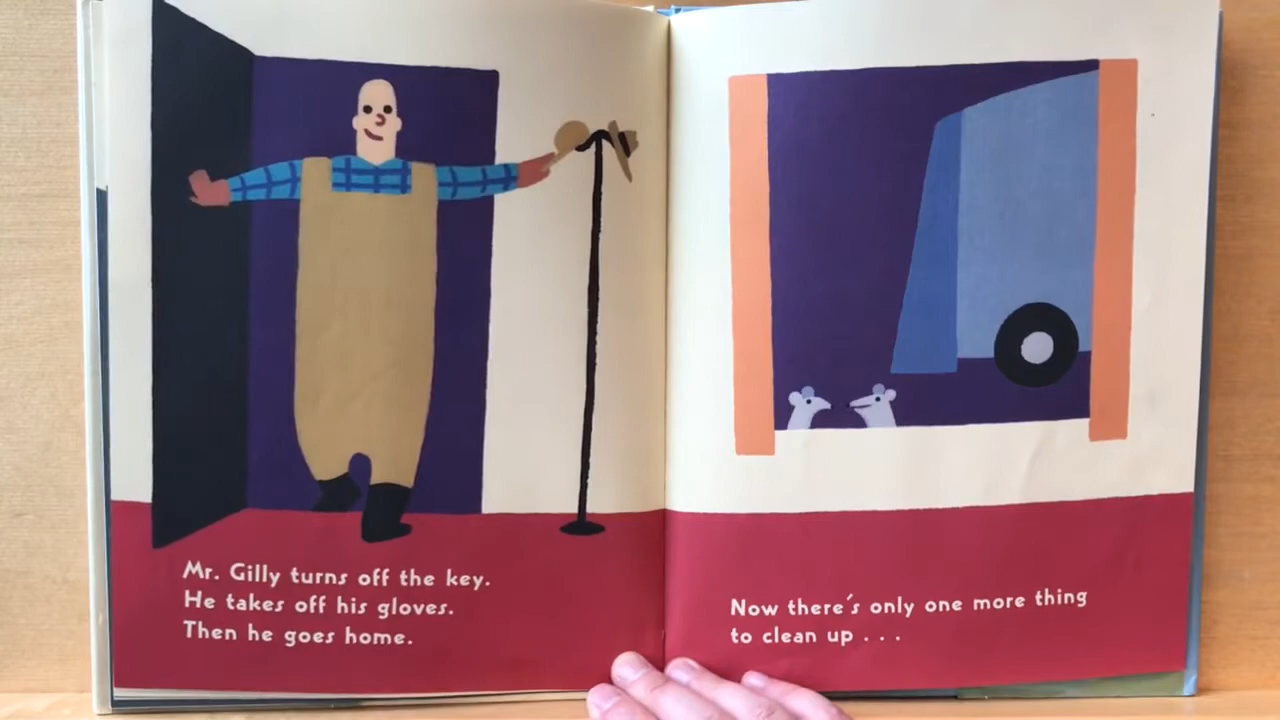 Mr. Gilly turns off the key.
He takes off his gloves.
Then he goes home.
Now there's only one more thing
to clean up . . .